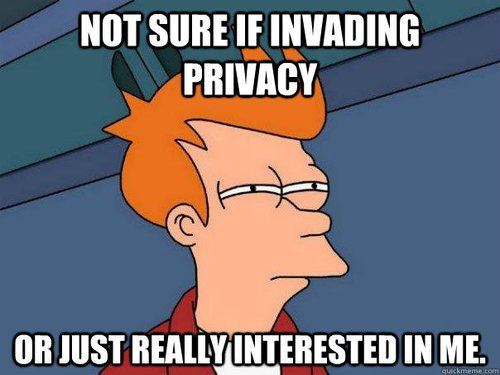 NOT SURE IF INVADING
PRIVACY
OR JUST REALLY INTERESTED IN ME.
quickmeme.com